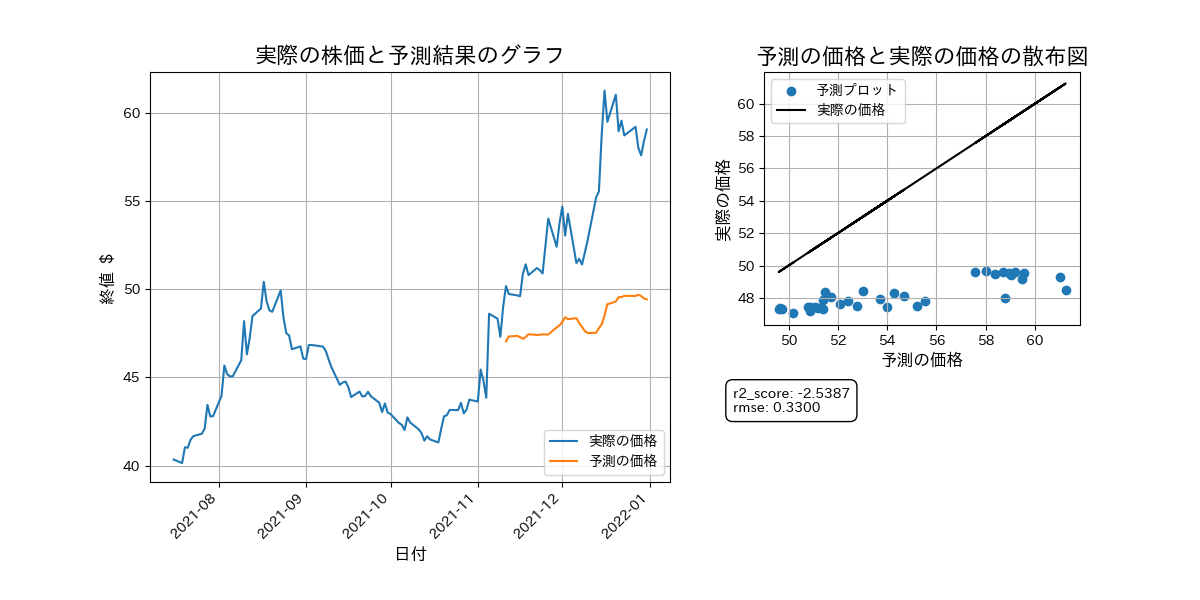 実際の株価と予測結果のグラフ
終値 $
60
55
50
45
40
2021-08
2021-09
2021-10
2021-11
2021-12
2022-01
日付
実際の価格
予測の価格
予測の価格と実際の価格の散布図
予測プロット
実際の価格
実際の価格
60
58
56
54
52
50
48
50
52
54
56
58
60
予測の価格
r2_score: -2.5387
rmse: 0.3300